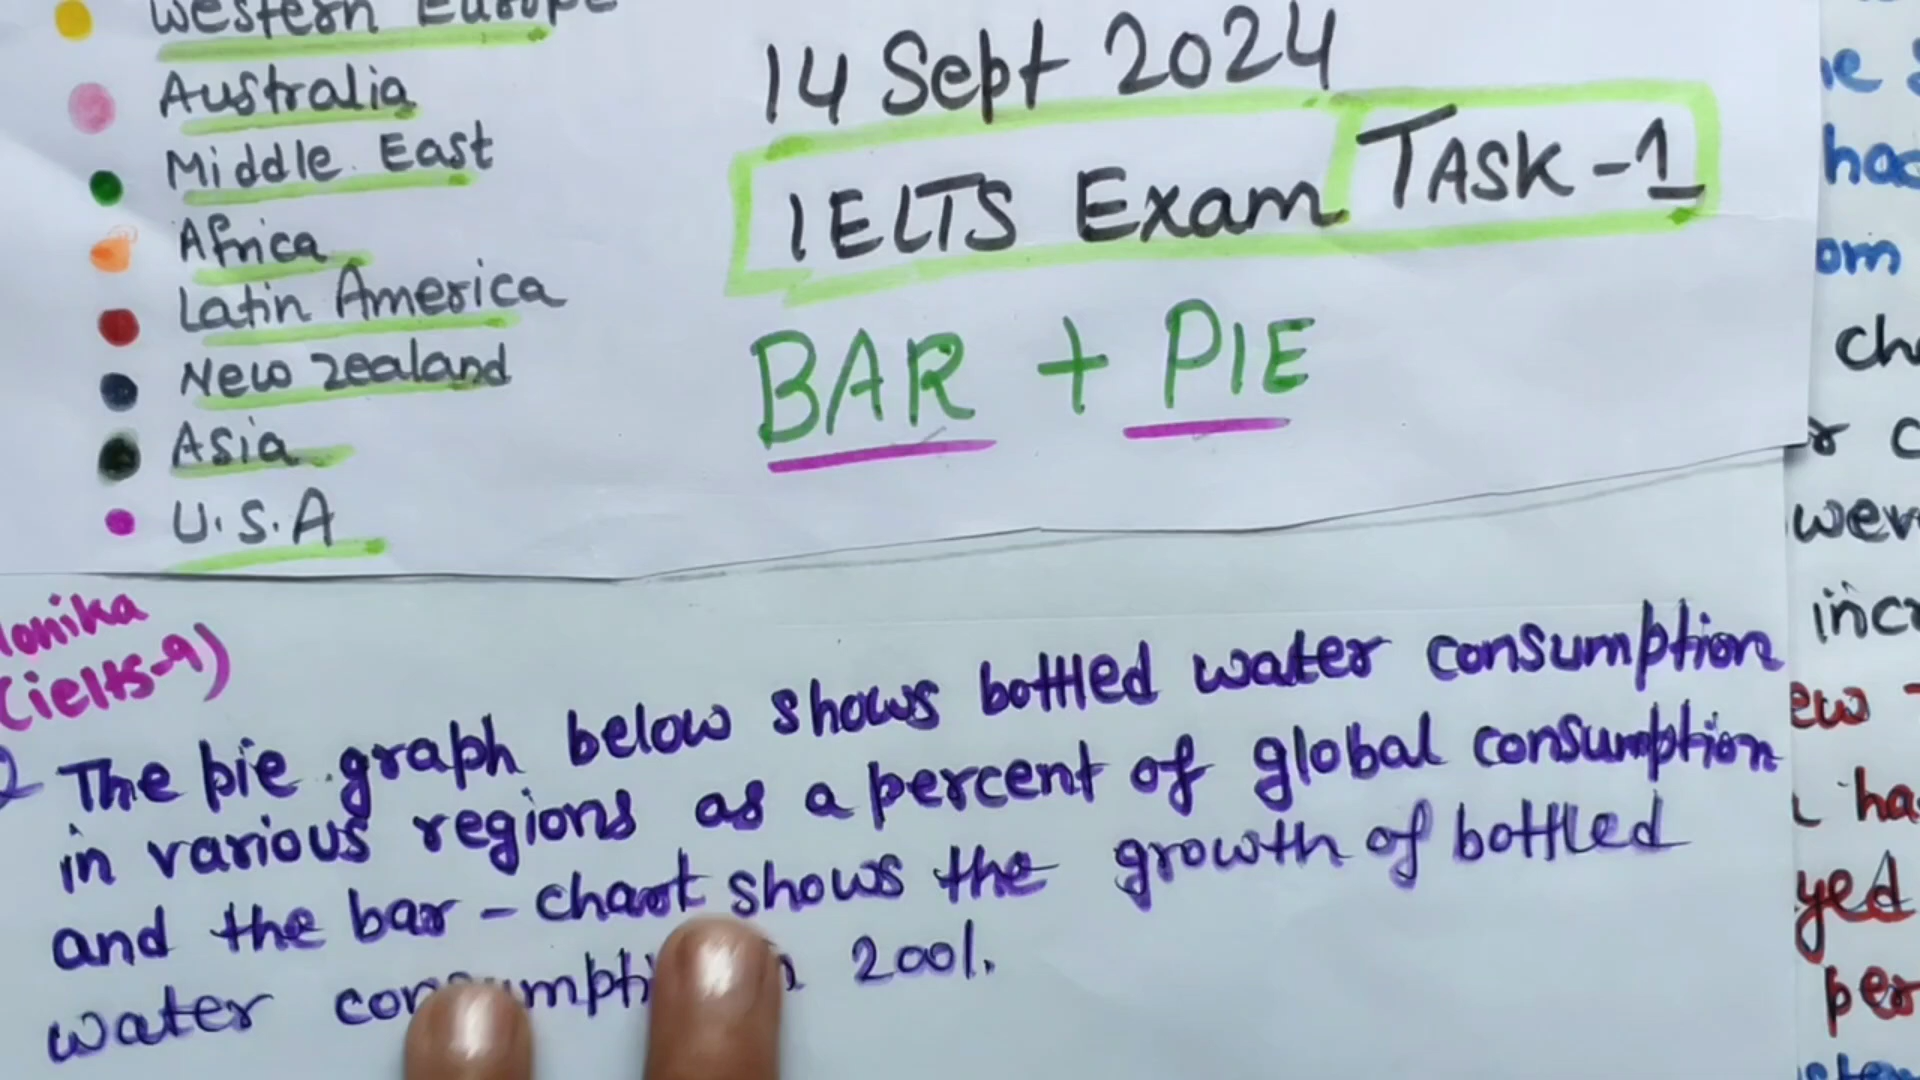 Western Europe
Australia
Middle East
Africa
Latin America
New Zealand
Asia
U.S.A
14 Sept 2024
IELTS Exam TASK-1
BAR + PIE
(ielts-9)
The pie graph below shows bottled water consumption
in various regions as a percent of global consumption
and the bar - chart shows the growth of bottled
water 2001.